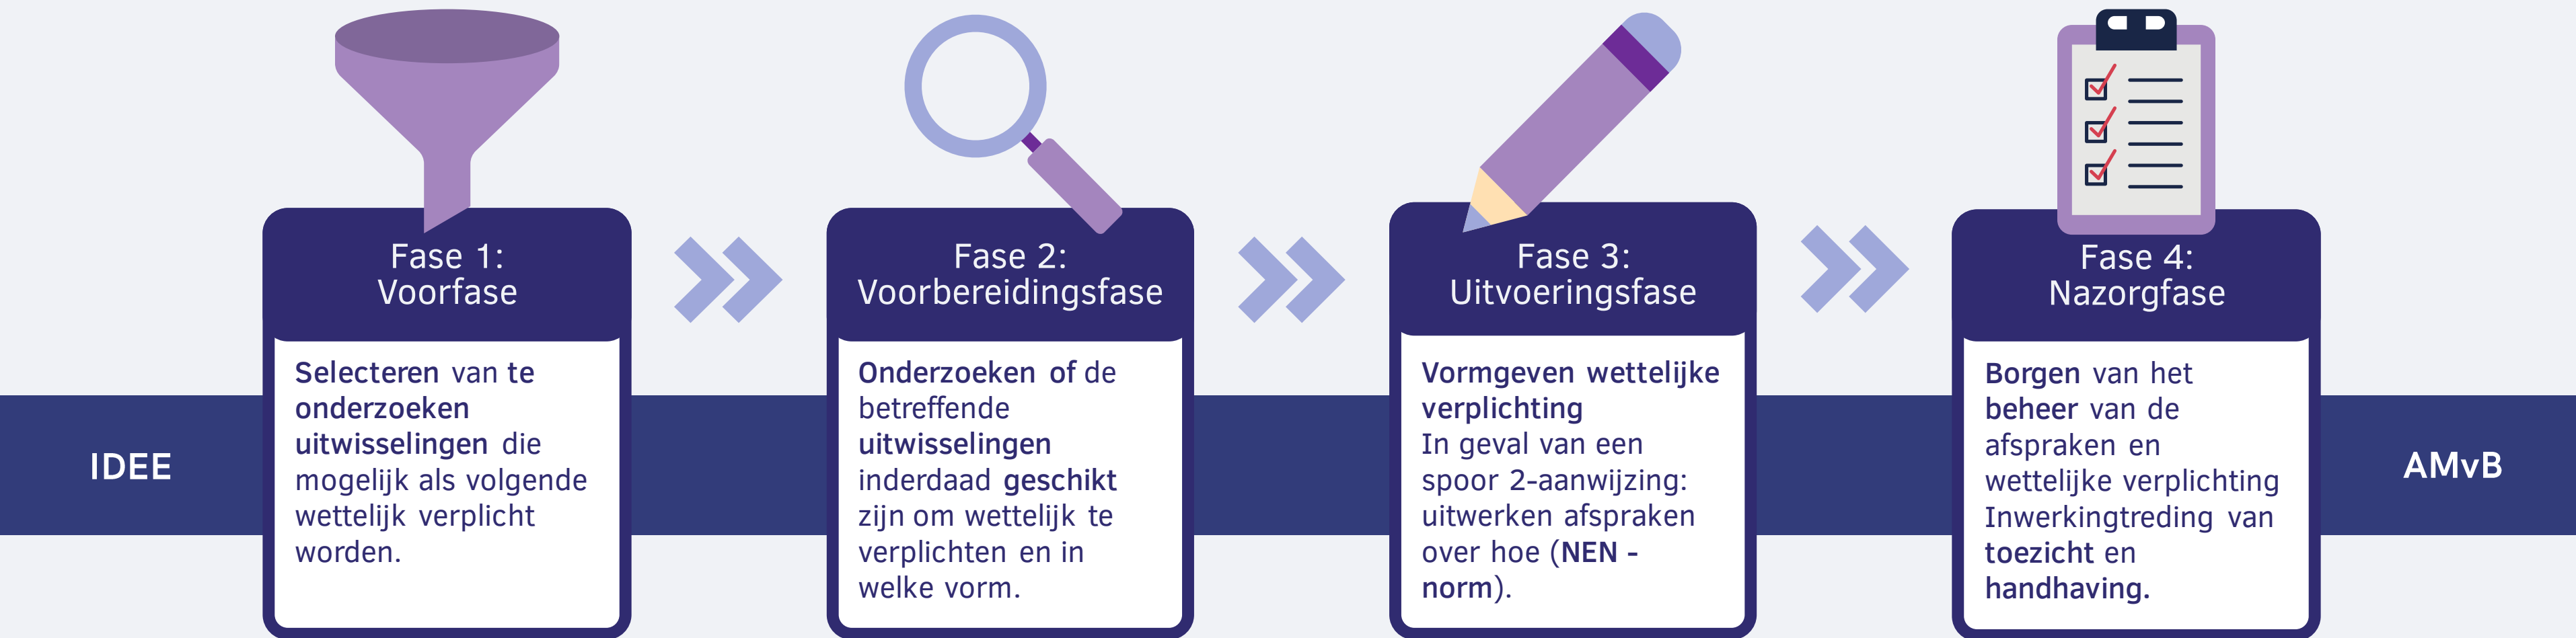 IDEE
Fase 1:
Voorfase
Selecteren van te
onderzoeken
uitwisselingen die
mogelijk als volgende
wettelijk verplicht
worden.
Fase 2:
Voorbereidingsfase
Onderzoeken of de
betreffende
uitwisselingen
inderdaad geschikt
zijn om wettelijk te
verplichten en in
welke vorm.
Fase 3:
Uitvoeringsfase
Vormgeven wettelijke
verplichting
In geval van een
spoor 2-aanwijzing:
uitwerken afspraken
over hoe (NEN -
norm).
Fase 4:
Nazorgfase
Borgen van het
beheer van de
afspraken en
wettelijke verplichting
Inwerkingtreding van
toezicht en
handhaving.
AMvB